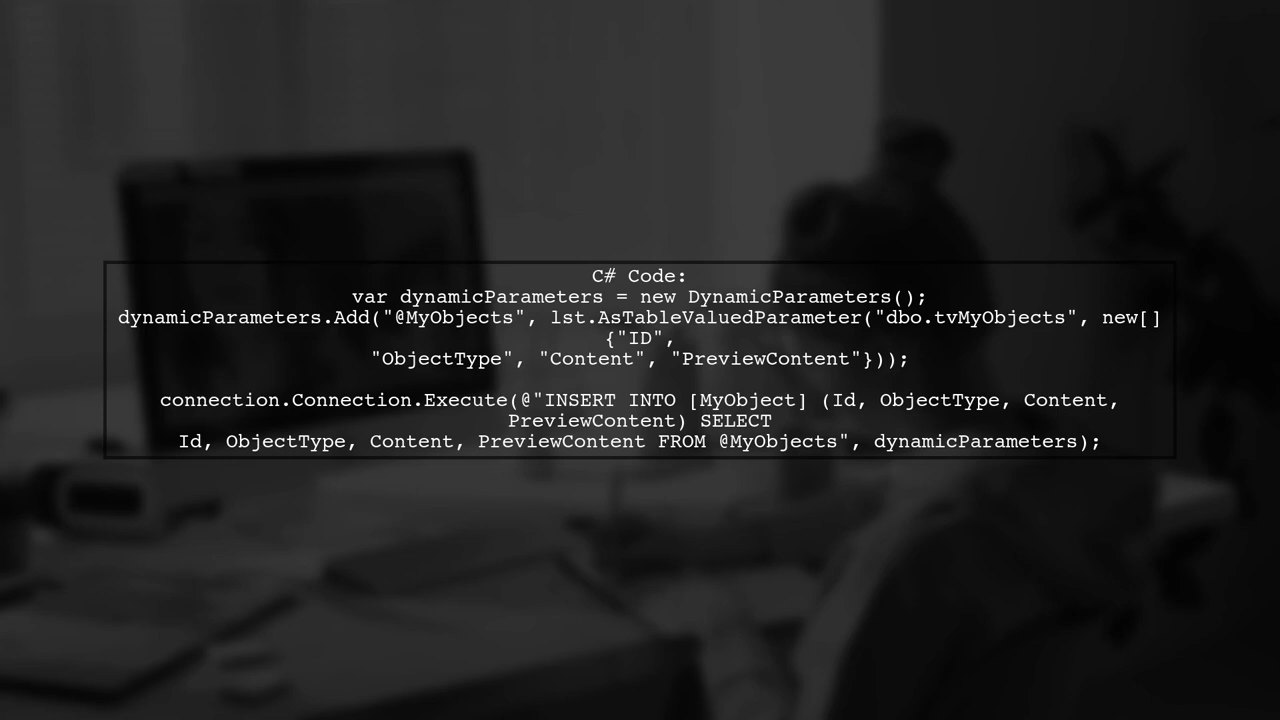 C# Code:
var dynamicParameters = new DynamicParameters();
dynamicParameters.Add("@MyObjects", lst.AsTableValuedParameter("dbo.tvMyObjects", new[]
{"ID",
"ObjectType", "Content", "PreviewContent"}));
connection.Connection.Execute(@"INSERT INTO [MyObject] (Id, ObjectType, Content,
PreviewContent) SELECT
Id, ObjectType, Content, PreviewContent FROM @MyObjects", dynamicParameters);